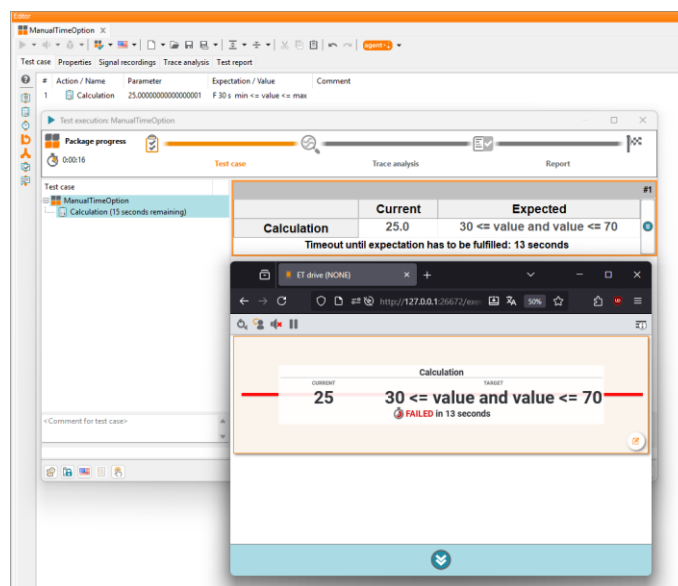 Editor
ManualTimeOption X
agent
Test case Properties Signal recordings Trace analysis Test report
# Action / Name Parameter Expectation / Value Comment
1 Calculation 25.00000000000000001 F 30 s min <= value <= max
Test execution: ManualTimeOption
Package progress
0:00:16
Test case Trace analysis Report
Test case
ManualTimeOption
Calculation (15 seconds remaining)
#1
Current Expected
Calculation 25.0 30 <= value and value <= 70
Timeout until expectation has to be fulfilled: 13 seconds
ET drive (NONE)
http://127.0.0.1:26672/exe
50%
Calculation
CURRENT TARGET
25 30 <= value and value <= 70
FAILED in 13 seconds
<Comment for test case>